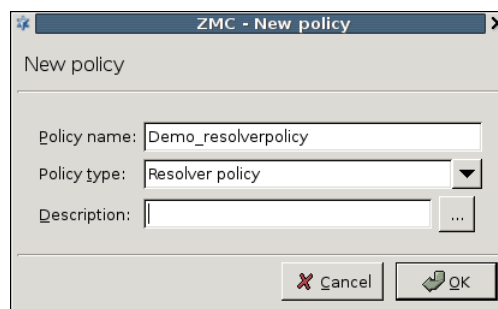 ZMC - New policy
New policy
Policy name: Demo_resolverpolicy
Policy type: Resolver policy
Description: ...
Cancel OK